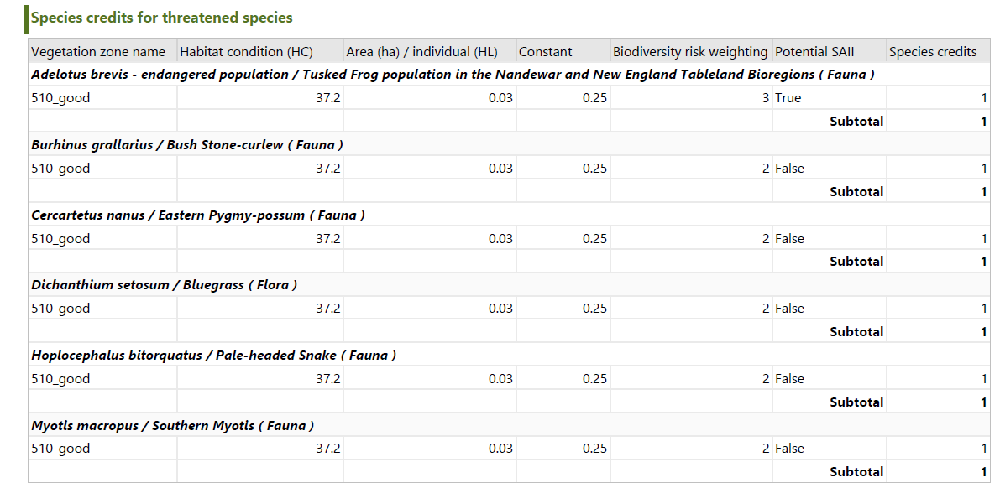 Species credits for threatened species
Vegetation zone name Habitat condition (HC) Area (ha) / individual (HL) Constant Biodiversity risk weighting Potential SAII Species credits
Adelotus brevis - endangered population / Tusked Frog population in the Nandewar and New England Tableland Bioregions ( Fauna )
510_good 37.2 0.03 0.25 3 True 1
Subtotal 1
Burhinus grallarius / Bush Stone-curlew ( Fauna )
510_good 37.2 0.03 0.25 2 False 1
Subtotal 1
Cercartetus nanus / Eastern Pygmy-possum ( Fauna )
510_good 37.2 0.03 0.25 2 False 1
Subtotal 1
Dichanthium setosum / Bluegrass ( Flora )
510_good 37.2 0.03 0.25 2 False 1
Subtotal 1
Hoplocephalus bitorquatus / Pale-headed Snake ( Fauna )
510_good 37.2 0.03 0.25 2 False 1
Subtotal 1
Myotis macropus / Southern Myotis ( Fauna )
510_good 37.2 0.03 0.25 2 False 1
Subtotal 1